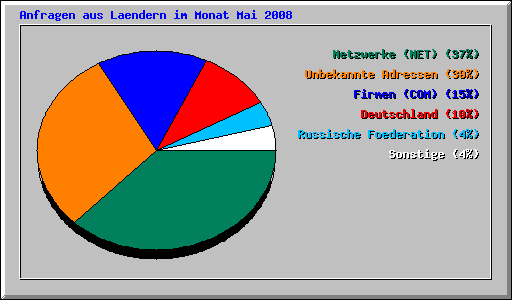 Anfragen aus Laendern im Monat Mai 2008
Netzwerke (NET) (37%)
Unbekannte Adressen (30%)
Firmen (COM) (15%)
Deutschland (10%)
Russische Foederation (4%)
Sonstige (4%)